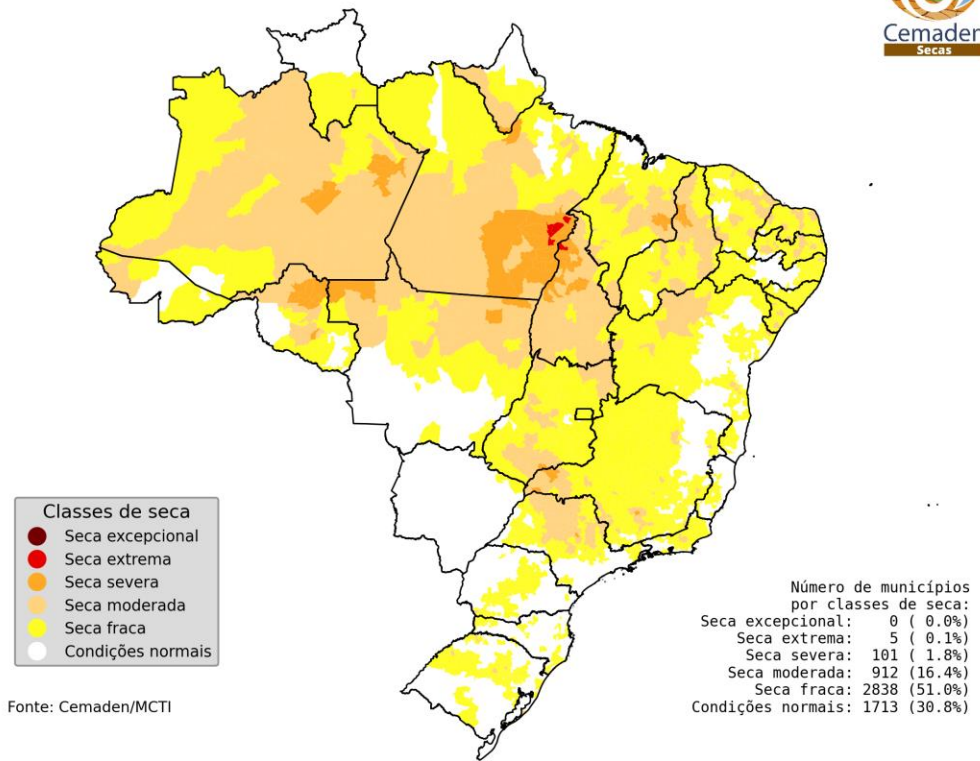 Cemaden
Secas
Classes de seca
Seca excepcional
Seca extrema
Seca severa
Seca moderada
Seca fraca
Condições normais
Fonte: Cemaden/MCTI
Número de municípios
por classes de seca:
Seca excepcional: 0 ( 0.0%)
Seca extrema: 5 ( 0.1%)
Seca severa: 101 ( 1.8%)
Seca moderada: 912 (16.4%)
Seca fraca: 2838 (51.0%)
Condições normais: 1713 (30.8%)